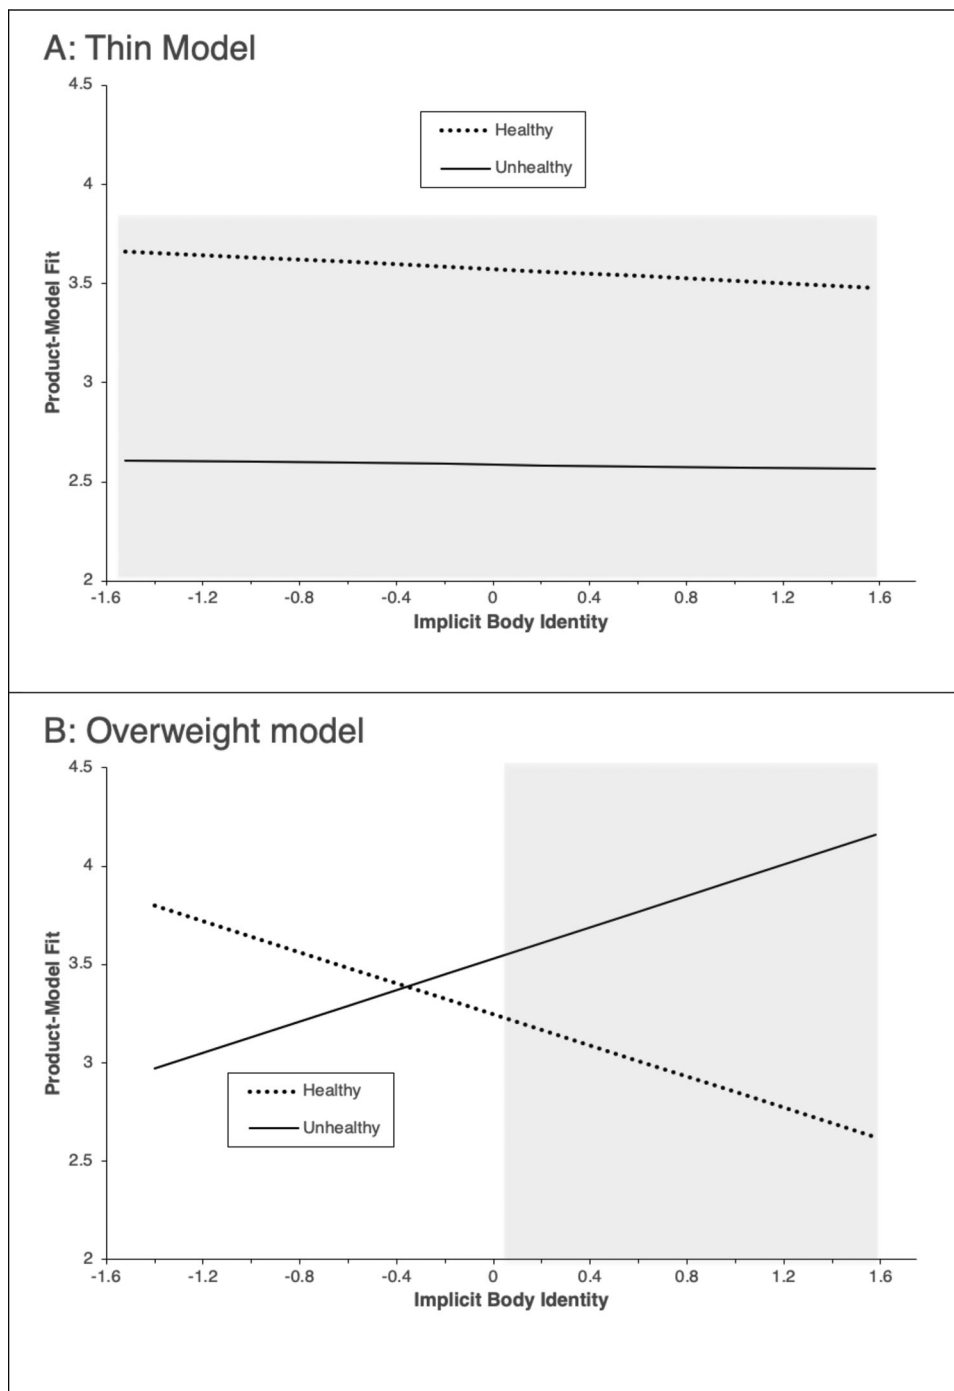 A: Thin Model
4.5
4
3.5
3
2.5
2
Product-Model Fit
Healthy
Unhealthy
-1.6 -1.2 -0.8 -0.4 0 0.4 0.8 1.2 1.6
Implicit Body Identity
B: Overweight model
4.5
4
3.5
3
2.5
2
Product-Model Fit
Healthy
Unhealthy
-1.6 -1.2 -0.8 -0.4 0 0.4 0.8 1.2 1.6
Implicit Body Identity